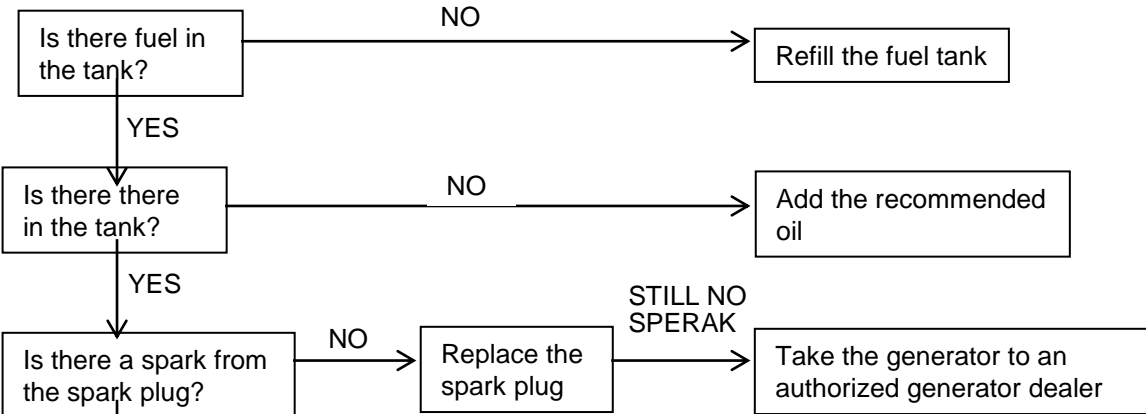 NO
Is there fuel in
the tank?
Refill the fuel tank
YES
Is there there
in the tank?
NO
Add the recommended
oil
YES
STILL NO
SPERAK
Is there a spark from
the spark plug?
NO
Replace the
spark plug
Take the generator to an
authorized generator dealer